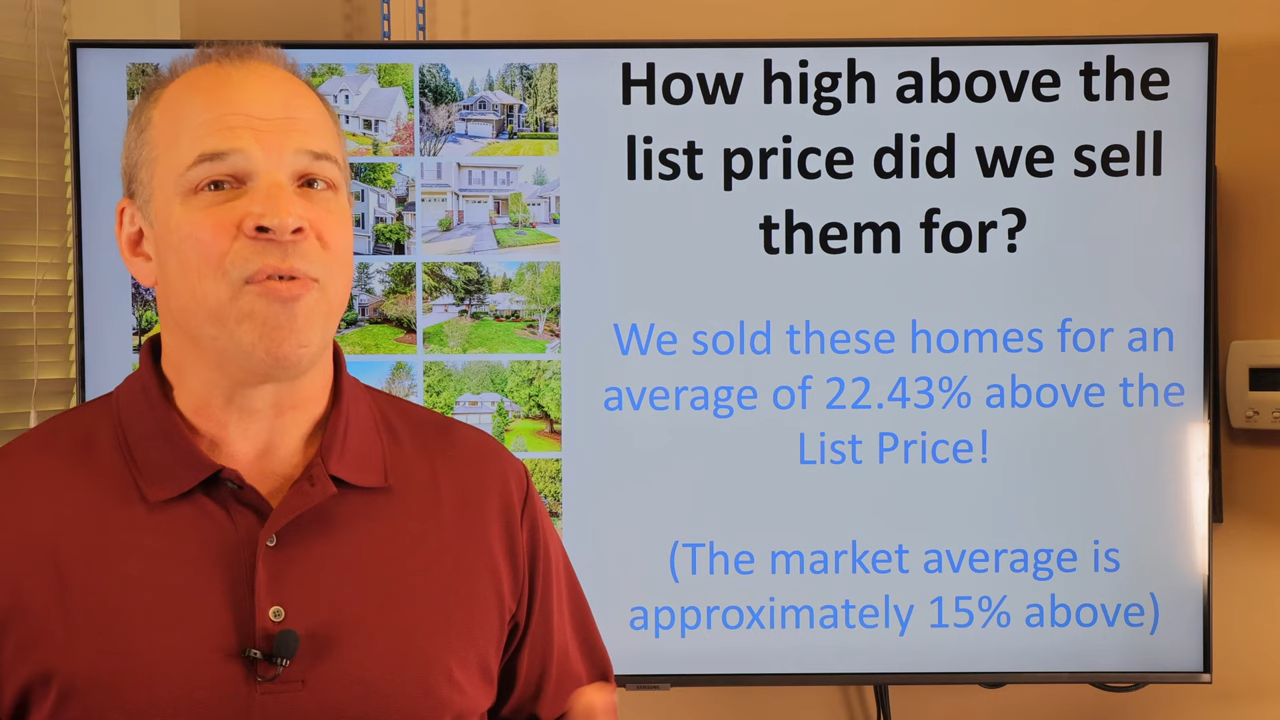 How high above the
list price did we sell
them for?
We sold these homes for an
average of 22.43% above the
List Price!
(The market average is
approximately 15% above)
SAMSUNG